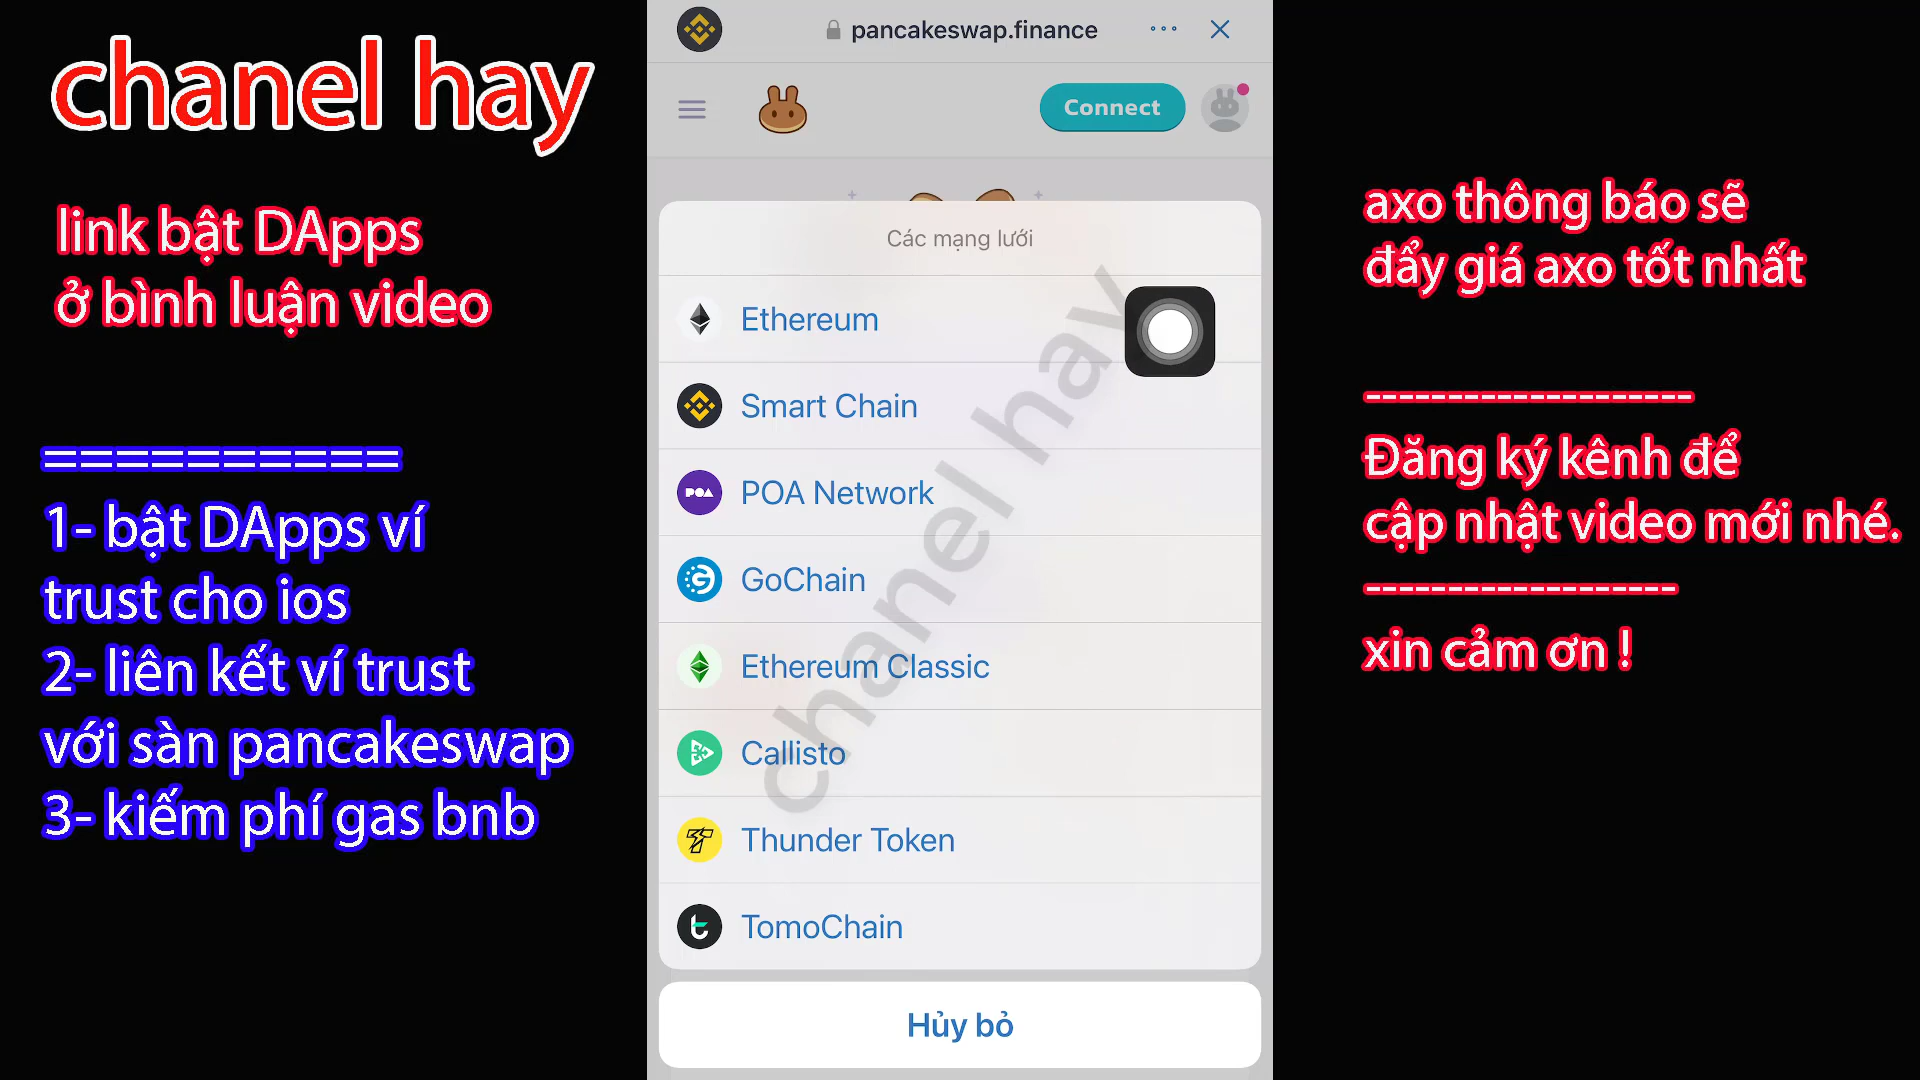 chanel hay
link bật DApps
ở bình luận video
==========
1- bật DApps ví
trust cho ios
2- liên kết ví trust
với sàn pancakeswap
3- kiếm phí gas bnb
pancakeswap.finance
Connect
Các mạng lưới
Ethereum
Smart Chain
POA
POA Network
GoChain
Ethereum Classic
Callisto
Thunder Token
TomoChain
Hủy bỏ
chanel hay
axo thông báo sẽ
đẩy giá axo tốt nhất
--------------------
Đăng ký kênh để
cập nhật video mới nhé.
-------------------
xin cảm ơn !